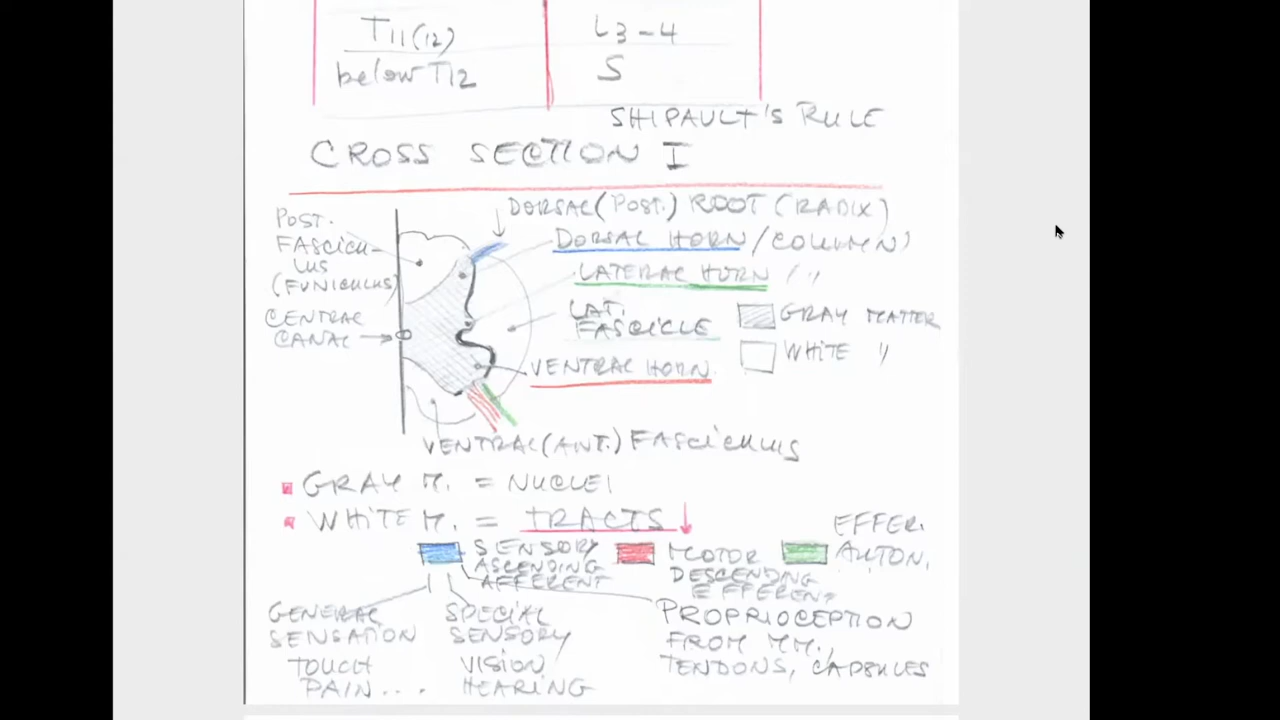 T11(12) L3-4
below T12 S
SHIPAULT'S RULE
CROSS SECTION I
DORSAL (POST.) ROOT (RADIX)
POST.
FASCICU-
LUS
(FUNICULUS)
DORSAL HORN/(COLUMN)
LATERAL HORN / "
CENTRAL
CANAL
LAT.
FASCICLE
GRAY MATTER
WHITE "
VENTRAL HORN
VENTRAL (ANT.) FASCICULUS
GRAY M. = NUCLEI
WHITE M. = TRACTS
SENSORY
ASCENDING
AFFERENT
MOTOR
DESCENDING
EFFERENT
EFFER.
AUTON.
GENERAL
SENSATION
TOUCH
PAIN....
SPECIAL
SENSORY
VISION
HEARING
PROPRIOCEPTION
FROM MM.,
TENDONS, CAPSULES